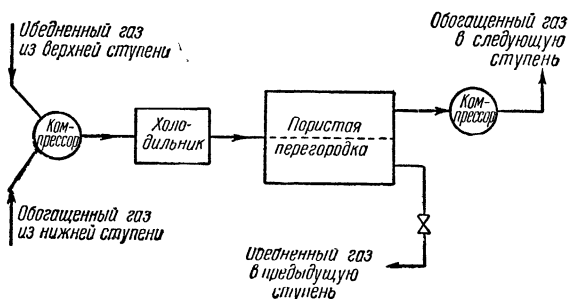 Обедненный газ
из верхней ступени
Обогащенный газ
в следующую
ступень
Ком-
прессор
Холо-
дильник
Пористая
перегородка
Ком-
прессор
Обогащенный газ
из нижней ступени
Обедненный газ
в предыдущую
ступень